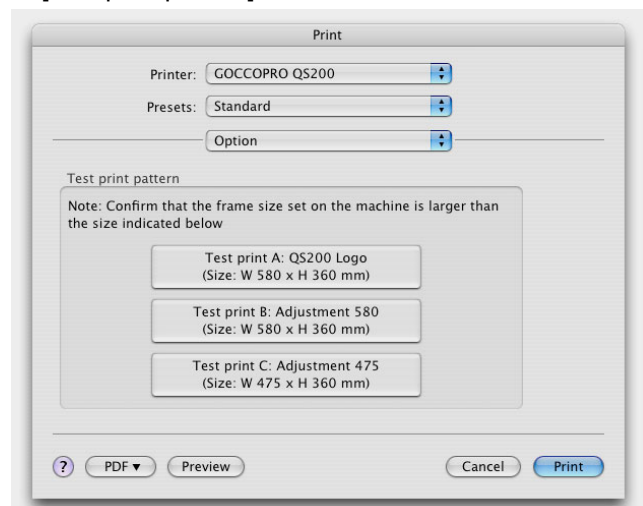 Print
Printer: GOCCOPRO QS200
Presets: Standard
Option
Test print pattern
Note: Confirm that the frame size set on the machine is larger than
the size indicated below
Test print A: QS200 Logo
(Size: W 580 x H 360 mm)
Test print B: Adjustment 580
(Size: W 580 x H 360 mm)
Test print C: Adjustment 475
(Size: W 475 x H 360 mm)
? PDF▼ Preview Cancel Print